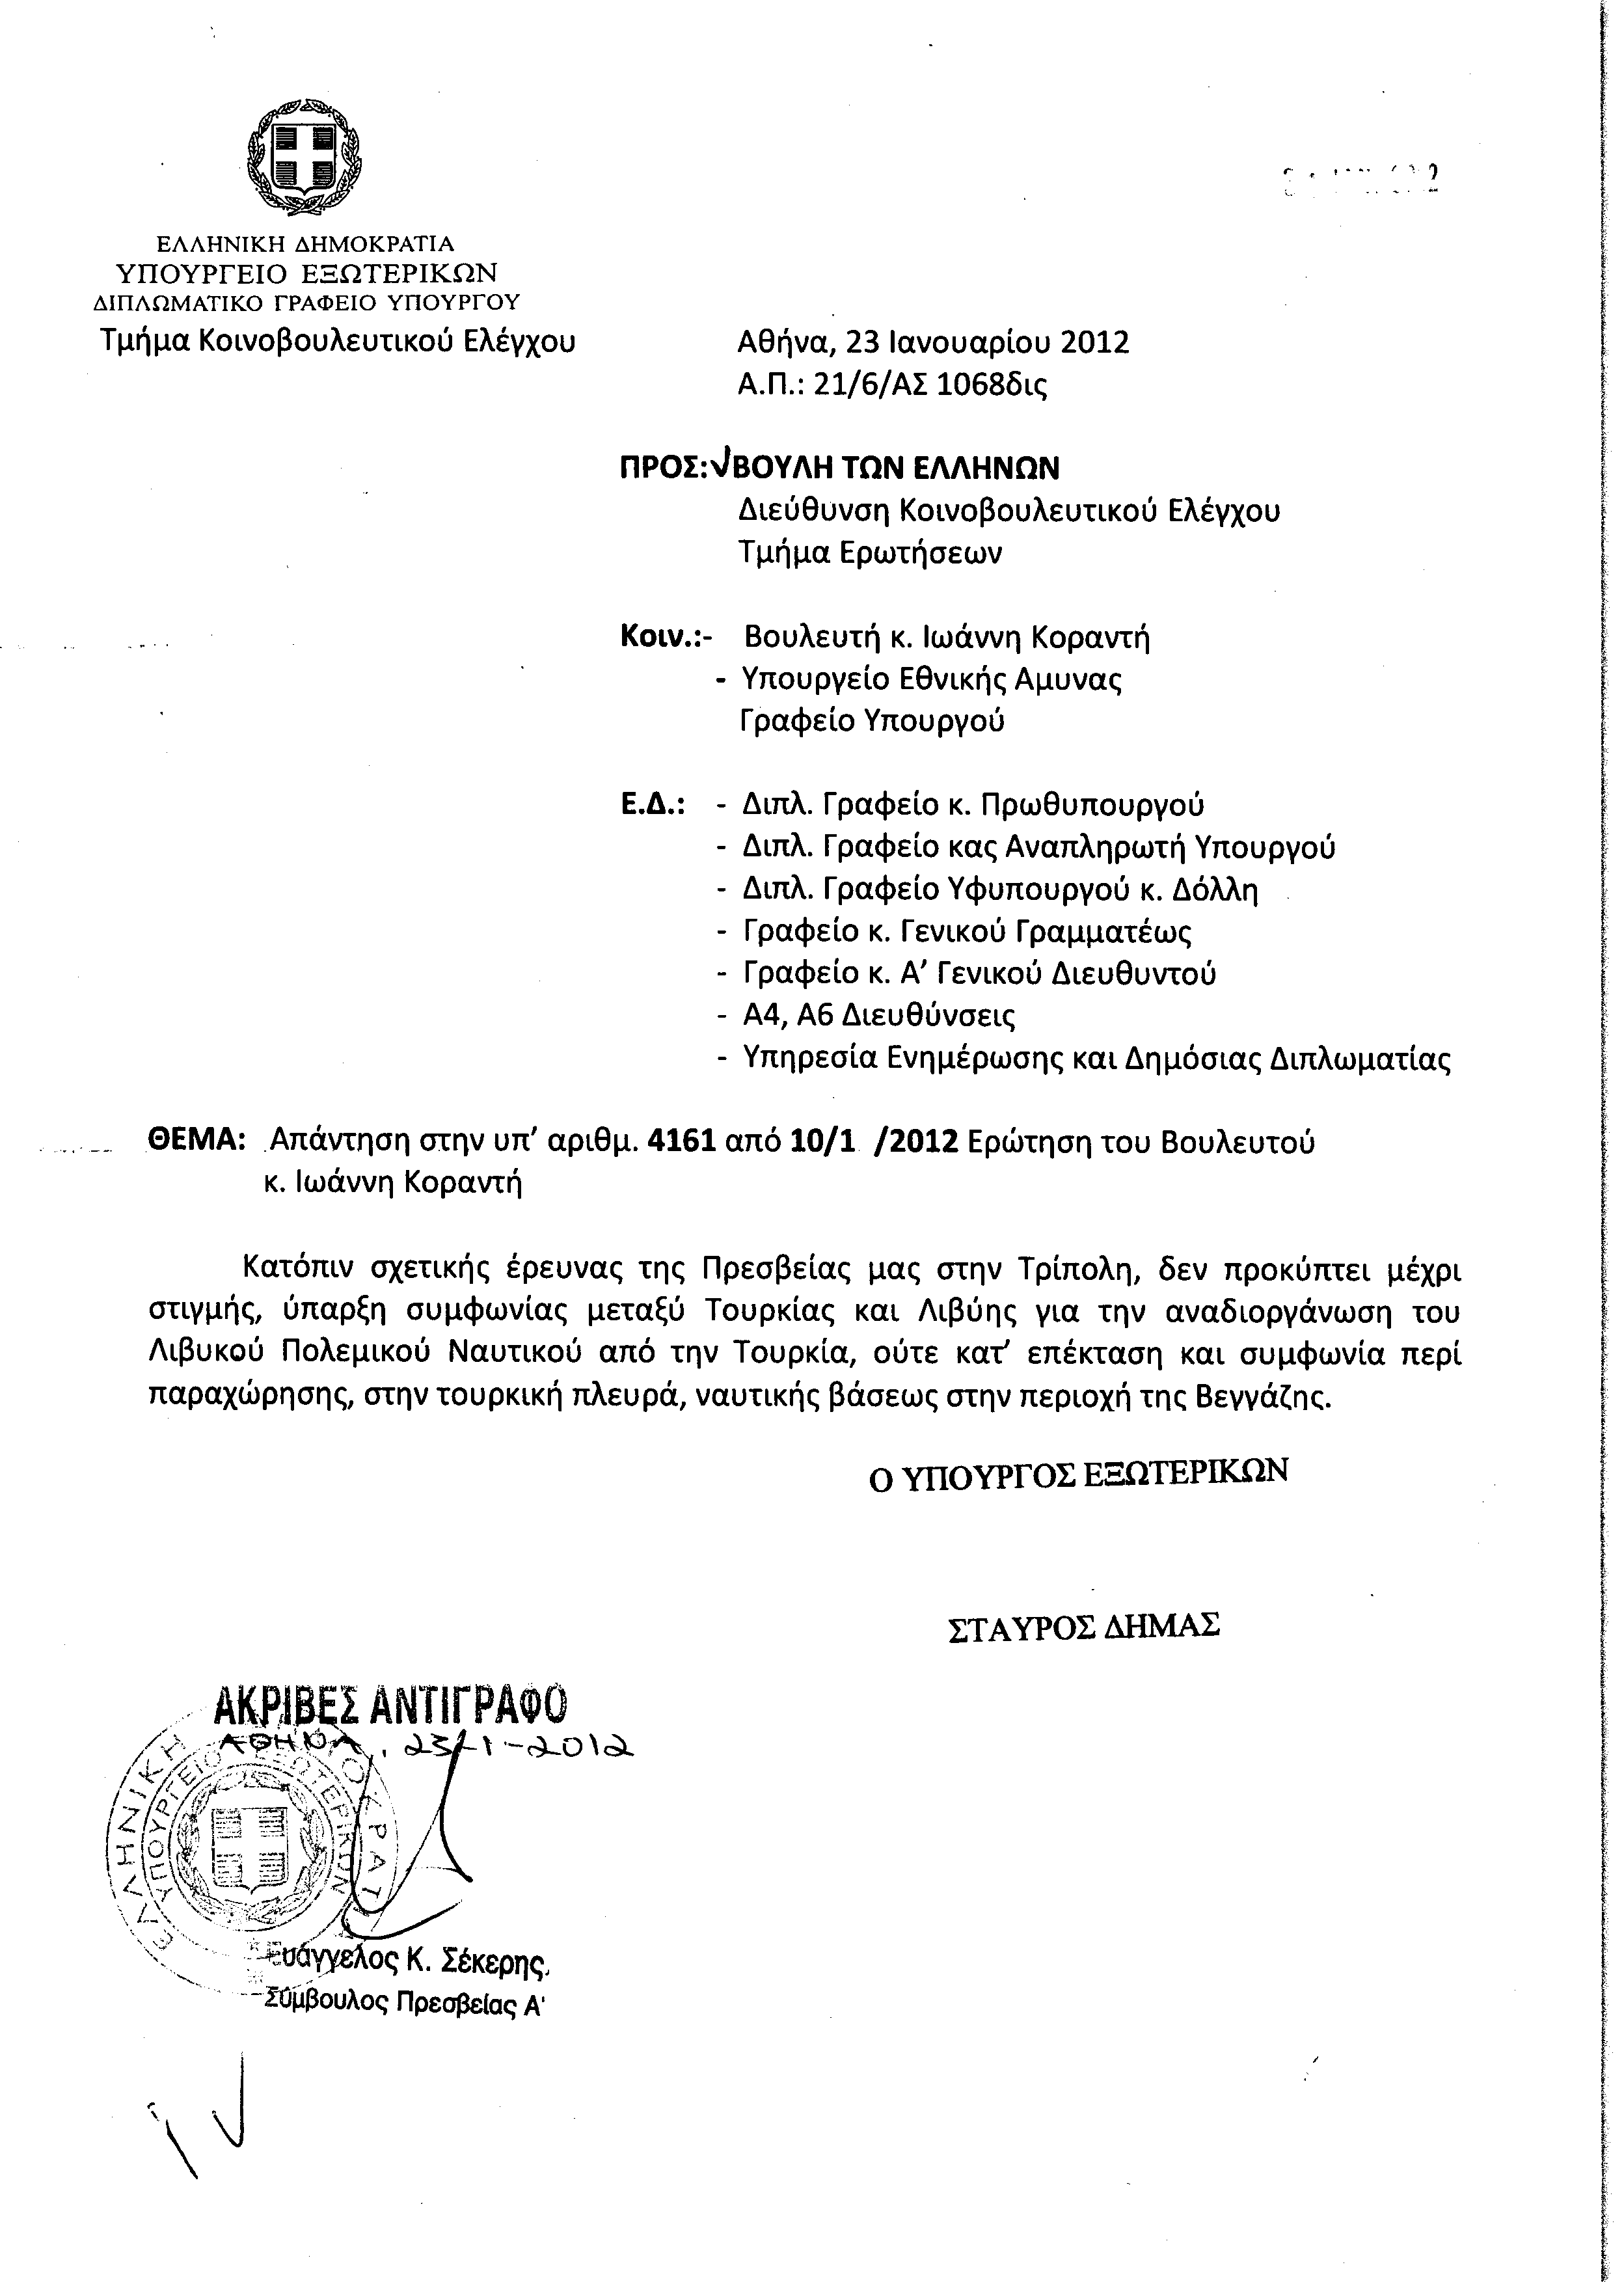 ΕΛΛΗΝΙΚΗ ΔΗΜΟΚΡΑΤΙΑ
ΥΠΟΥΡΓΕΙΟ ΕΞΩΤΕΡΙΚΩΝ
ΔΙΠΛΩΜΑΤΙΚΟ ΓΡΑΦΕΙΟ ΥΠΟΥΡΓΟΥ
Τμήμα Κοινοβουλευτικού Ελέγχου
Αθήνα, 23 Ιανουαρίου 2012
Α.Π.: 21/6/ΑΣ 1068δις
ΠΡΟΣ:√ΒΟΥΛΗ ΤΩΝ ΕΛΛΗΝΩΝ
Διεύθυνση Κοινοβουλευτικού Ελέγχου
Τμήμα Ερωτήσεων
Κοιν.:- Βουλευτή κ. Ιωάννη Κοραντή
- Υπουργείο Εθνικής Αμυνας
Γραφείο Υπουργού
Ε.Δ.: - Διπλ. Γραφείο κ. Πρωθυπουργού
- Διπλ. Γραφείο κας Αναπληρωτή Υπουργού
- Διπλ. Γραφείο Υφυπουργού κ. Δόλλη
- Γραφείο κ. Γενικού Γραμματέως
- Γραφείο κ. Α’ Γενικού Διευθυντού
- Α4, Α6 Διευθύνσεις
- Υπηρεσία Ενημέρωσης και Δημόσιας Διπλωματίας
ΘΕΜΑ: Απάντηση στην υπ’ αριθμ. 4161 από 10/1 /2012 Ερώτηση του Βουλευτού
κ. Ιωάννη Κοραντή
Κατόπιν σχετικής έρευνας της Πρεσβείας μας στην Τρίπολη, δεν προκύπτει μέχρι
στιγμής, ύπαρξη συμφωνίας μεταξύ Τουρκίας και Λιβύης για την αναδιοργάνωση του
Λιβυκού Πολεμικού Ναυτικού από την Τουρκία, ούτε κατ’ επέκταση και συμφωνία περί
παραχώρησης, στην τουρκική πλευρά, ναυτικής βάσεως στην περιοχή της Βεγγάζης.
Ο ΥΠΟΥΡΓΟΣ ΕΞΩΤΕΡΙΚΩΝ
ΣΤΑΥΡΟΣ ΔΗΜΑΣ
ΑΚΡΙΒΕΣ ΑΝΤΙΓΡΑΦΟ
ΑΘΗΝΑ, 23-1-2012
ΕΛΛΗΝΙΚΗ ΔΗΜΟΚΡΑΤΙΑ
ΥΠΟΥΡΓΕΙΟ ΕΞΩΤΕΡΙΚΩΝ
Ευάγγελος Κ. Σέκερης
Σύμβουλος Πρεσβείας Α'